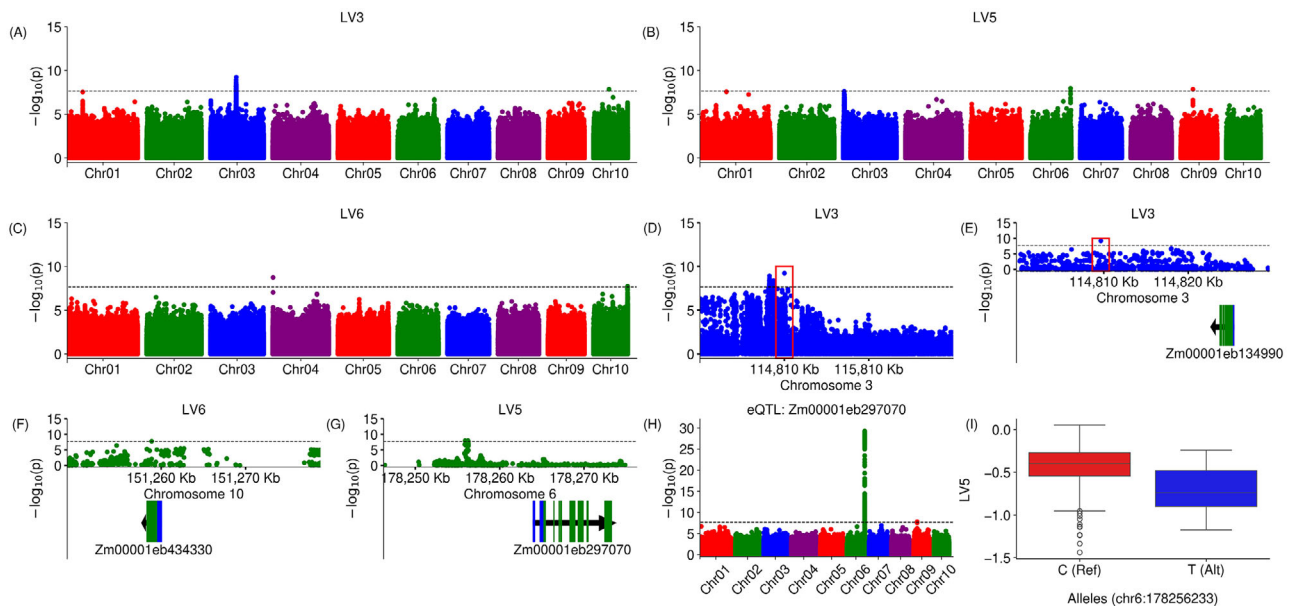 (A)
LV3
−log10(p)
15
10
5
0
Chr01 Chr02 Chr03 Chr04 Chr05 Chr06 Chr07 Chr08 Chr09 Chr10
(B)
LV5
−log10(p)
15
10
5
0
Chr01 Chr02 Chr03 Chr04 Chr05 Chr06 Chr07 Chr08 Chr09 Chr10
(C)
LV6
−log10(p)
15
10
5
0
Chr01 Chr02 Chr03 Chr04 Chr05 Chr06 Chr07 Chr08 Chr09 Chr10
(D)
LV3
−log10(p)
15
10
5
0
114,810 Kb 115,810 Kb
Chromosome 3
(E)
LV3
−log10(p)
15
10
5
0
114,810 Kb 114,820 Kb
Chromosome 3
Zm00001eb134990
(F)
LV6
−log10(p)
15
10
5
0
151,260 Kb 151,270 Kb
Chromosome 10
Zm00001eb434330
(G)
LV5
−log10(p)
15
10
5
0
178,250 Kb 178,260 Kb 178,270 Kb
Chromosome 6
Zm00001eb297070
(H)
eQTL: Zm00001eb297070
−log10(p)
30
25
20
15
10
5
0
Chr01 Chr02 Chr03 Chr04 Chr05 Chr06 Chr07 Chr08 Chr09 Chr10
(I)
LV5
0.0
−0.5
−1.0
−1.5
C (Ref) T (Alt)
Alleles (chr6:178256233)